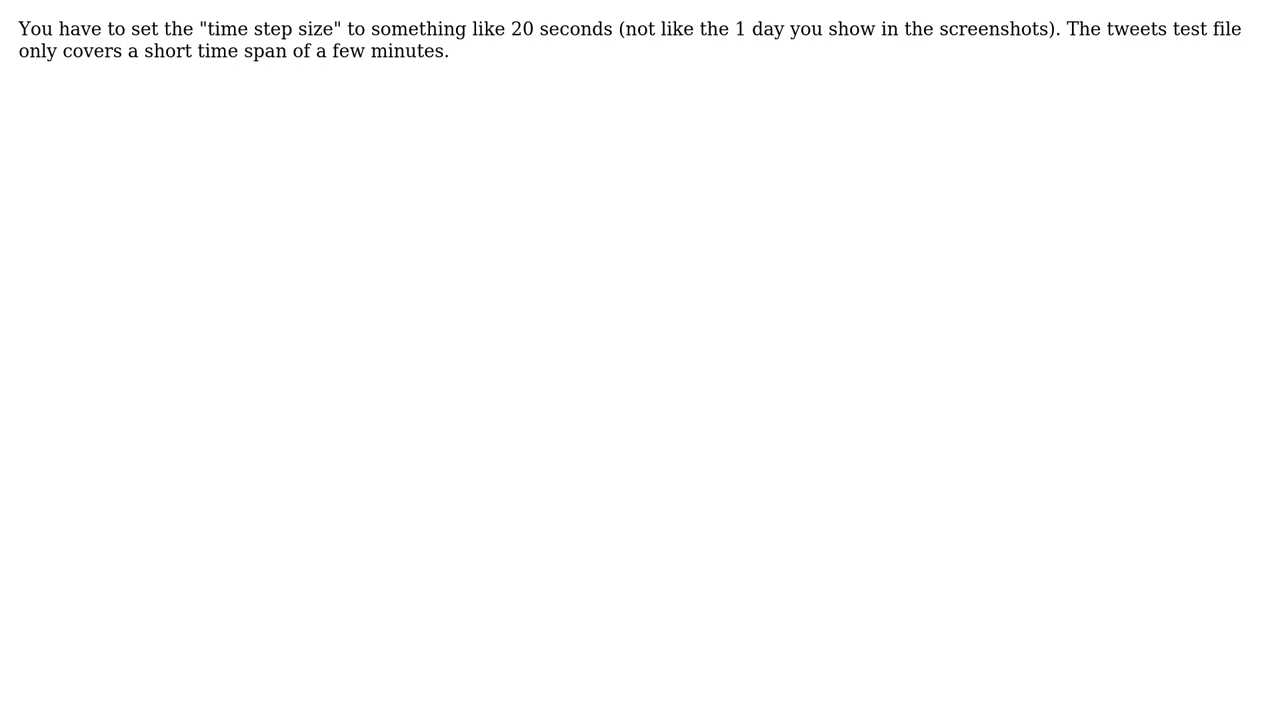 You have to set the "time step size" to something like 20 seconds (not like the 1 day you show in the screenshots). The tweets test file
only covers a short time span of a few minutes.